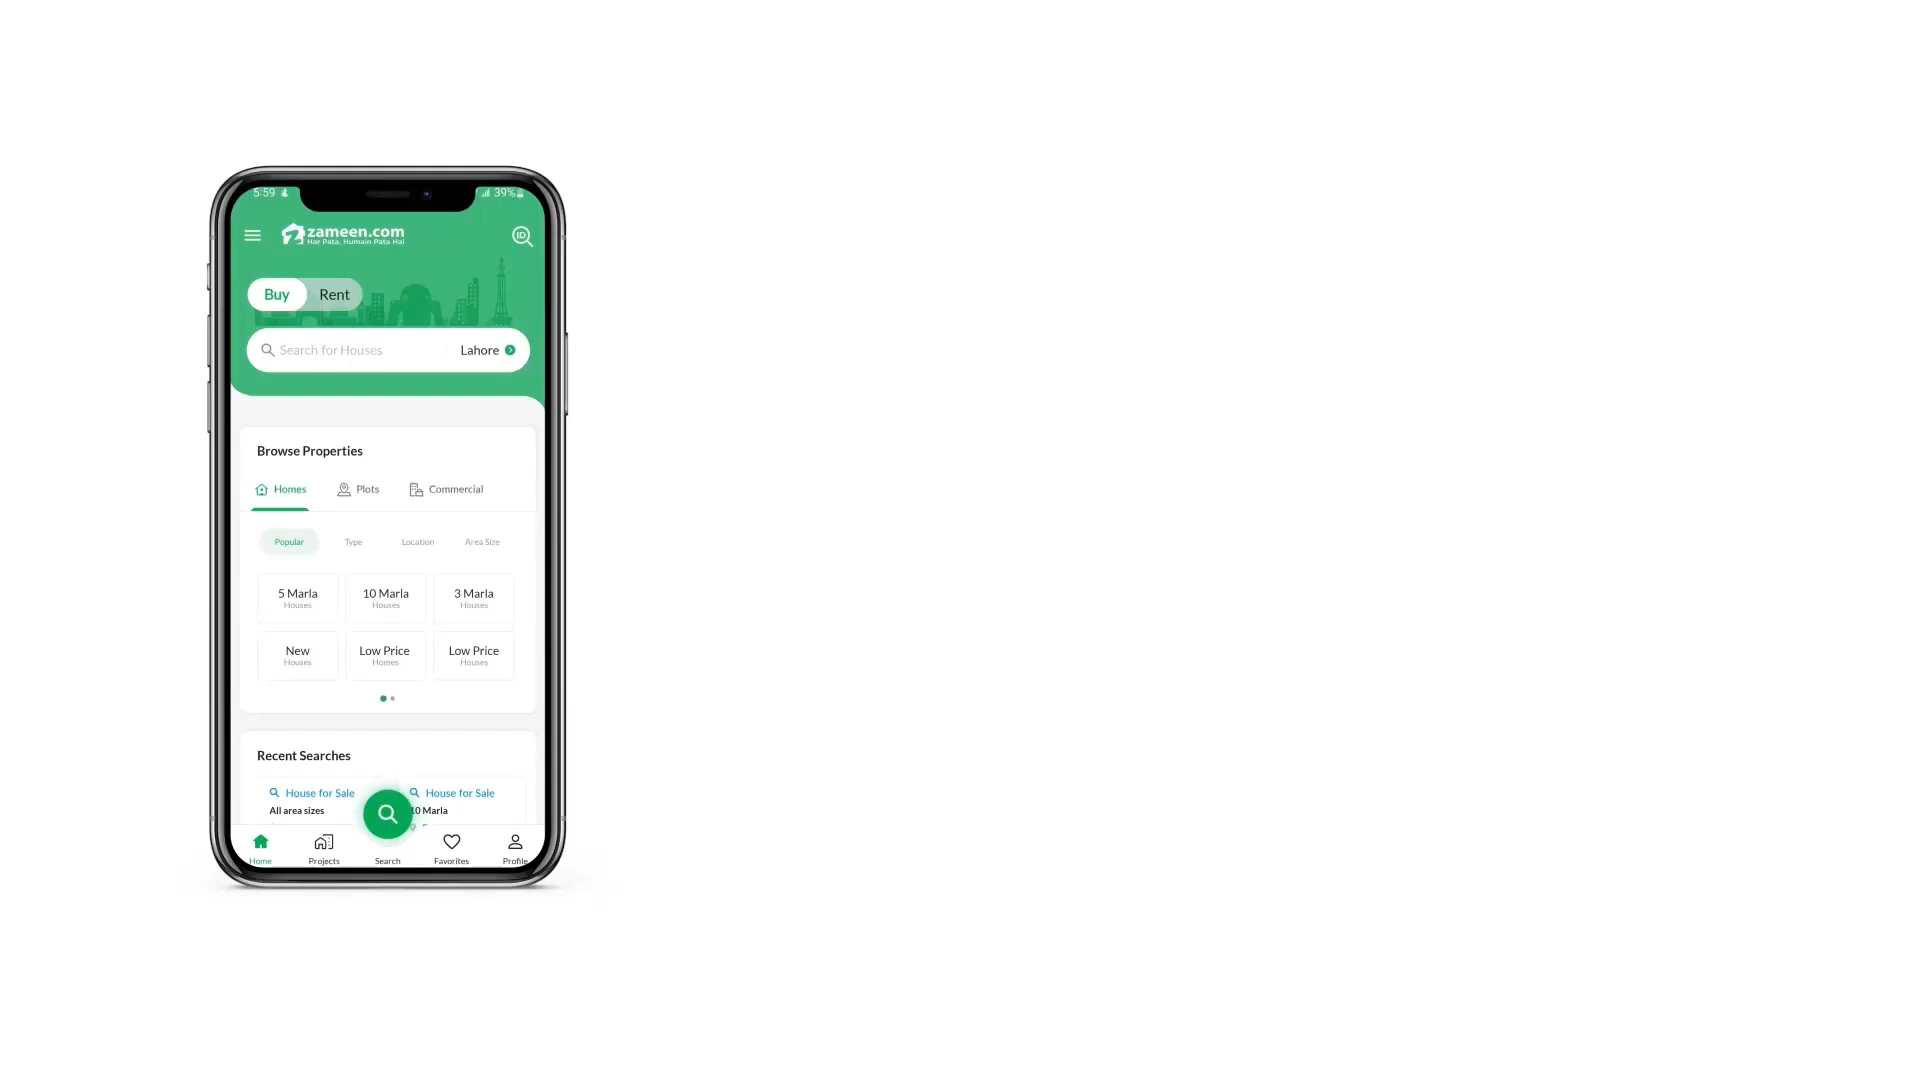 5:59
39%
zameen.com
Har Pata, Humain Pata Hai
ID
Buy Rent
Search for Houses Lahore
Browse Properties
Homes Plots Commercial
Popular Type Location Area Size
5 Marla 10 Marla 3 Marla
Houses Houses Houses
New Low Price Low Price
Houses Homes Houses
Recent Searches
House for Sale House for Sale
All area sizes 10 Marla
Home Projects Search Favorites Profile